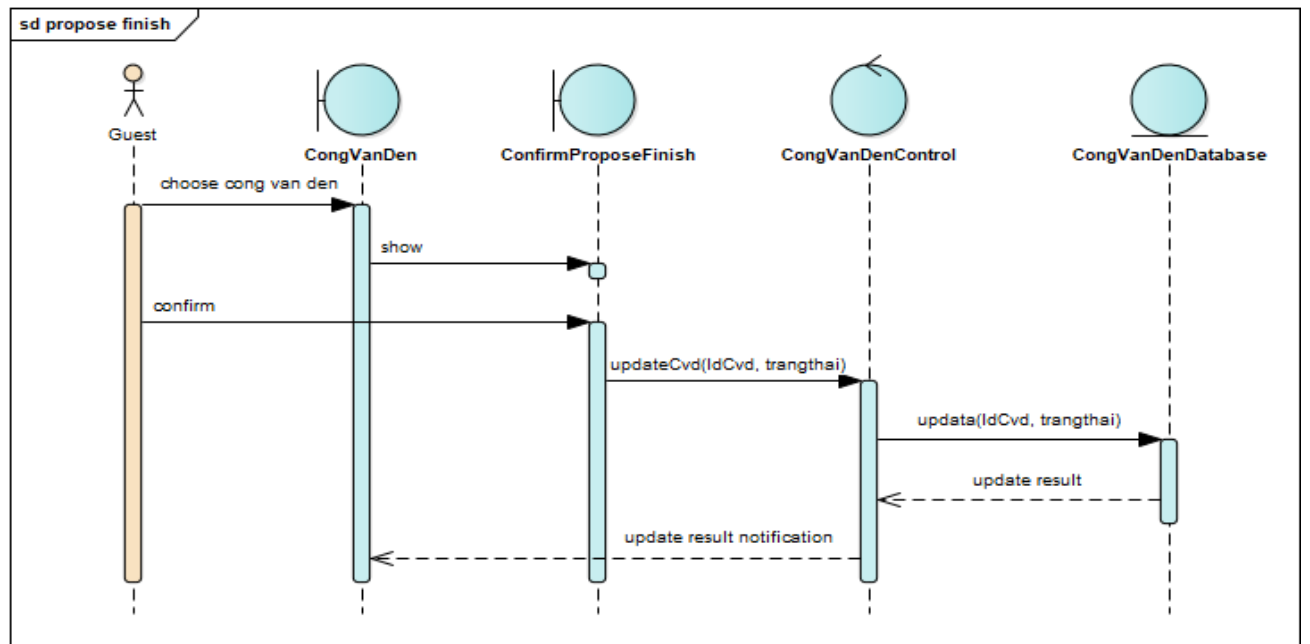 sd propose finish
Guest
CongVanDen
ConfirmProposeFinish
CongVanDenControl
CongVanDenDatabase
choose cong van den
show
confirm
updateCvd(IdCvd, trangthai)
updata(IdCvd, trangthai)
update result
update result notification